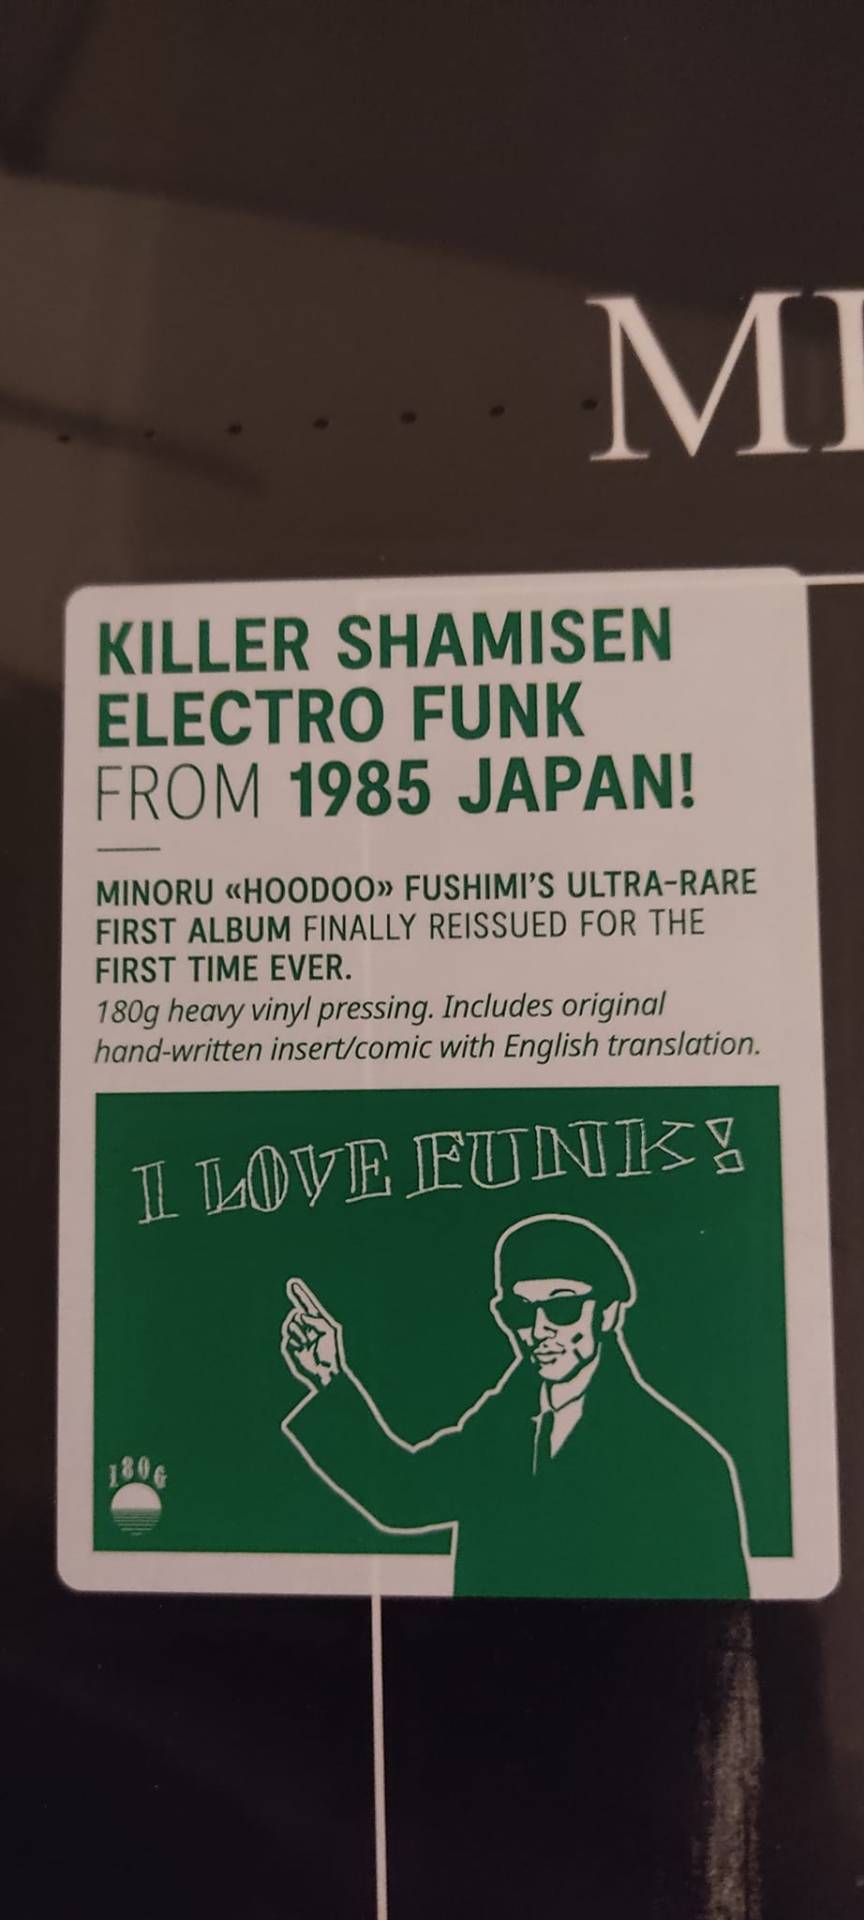 MI
KILLER SHAMISEN
ELECTRO FUNK
FROM 1985 JAPAN!
MINORU «HOODOO» FUSHIMI'S ULTRA-RARE
FIRST ALBUM FINALLY REISSUED FOR THE
FIRST TIME EVER.
180g heavy vinyl pressing. Includes original
hand-written insert/comic with English translation.
I LOVE FUNK!
180G